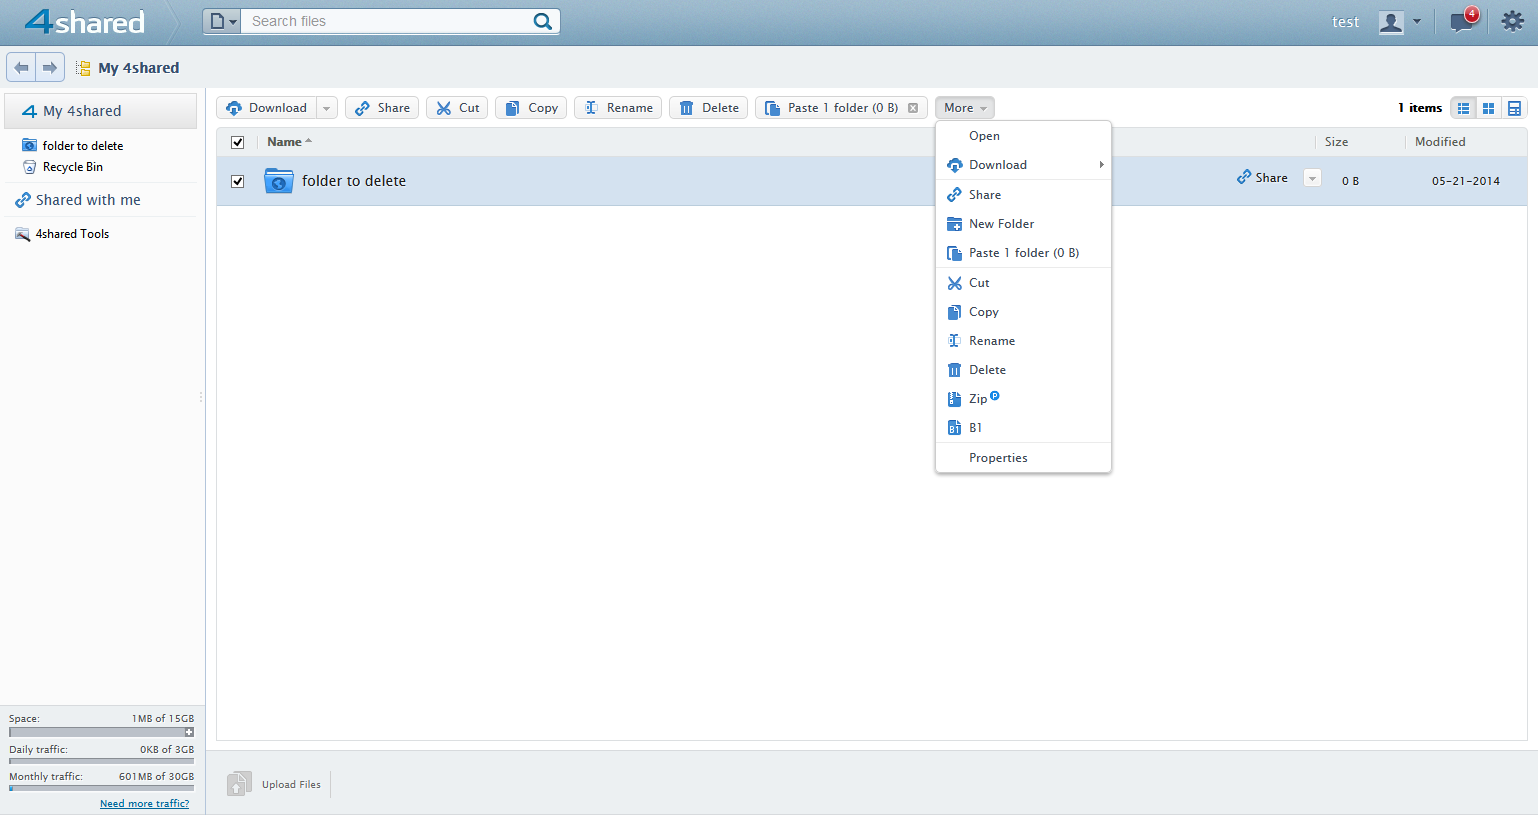 4shared
Search files
test
4
My 4shared
My 4shared
folder to delete
Recycle Bin
Shared with me
4shared Tools
Download Share Cut Copy Rename Delete Paste 1 folder (0 B) More
1 items
Name Size Modified
folder to delete Share 0 B 05-21-2014
Open
Download
Share
New Folder
Paste 1 folder (0 B)
Cut
Copy
Rename
Delete
Zip P
B1
Properties
Space: 1MB of 15GB
Daily traffic: 0KB of 3GB
Monthly traffic: 601MB of 30GB
Need more traffic?
Upload Files